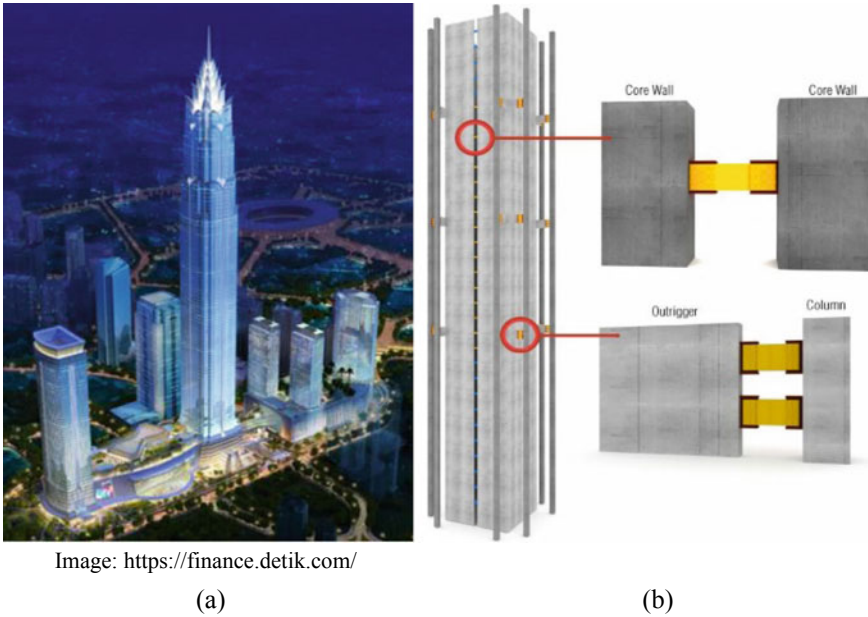 Core Wall
Core Wall
Outrigger
Column
Image: https://finance.detik.com/
(a)
(b)